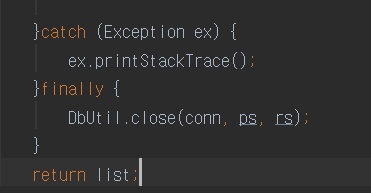 }catch (Exception ex) {
ex.printStackTrace();
}finally {
DbUtil.close(conn, ps, rs);
}
return list;